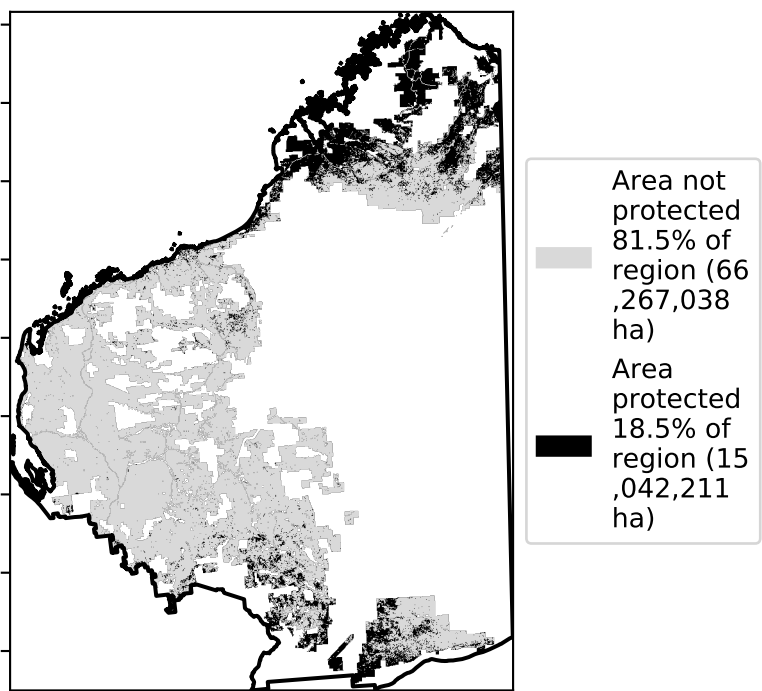 Area not
protected
81.5% of
region (66
,267,038
ha)
Area
protected
18.5% of
region (15
,042,211
ha)